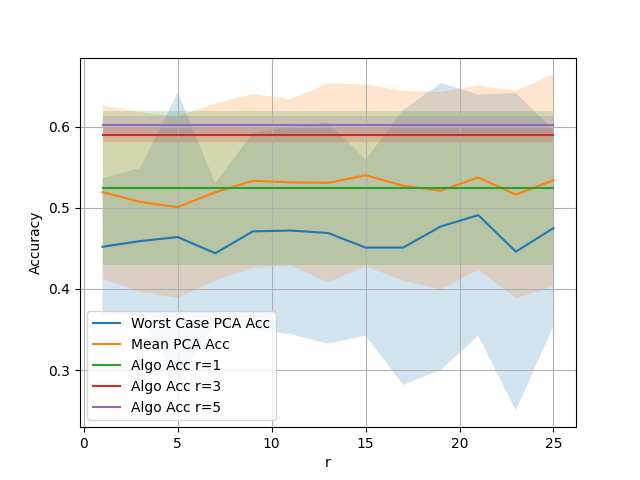 0.6
0.5
0.4
0.3
Accuracy
Worst Case PCA Acc
Mean PCA Acc
Algo Acc r=1
Algo Acc r=3
Algo Acc r=5
0 5 10 15 20 25
r